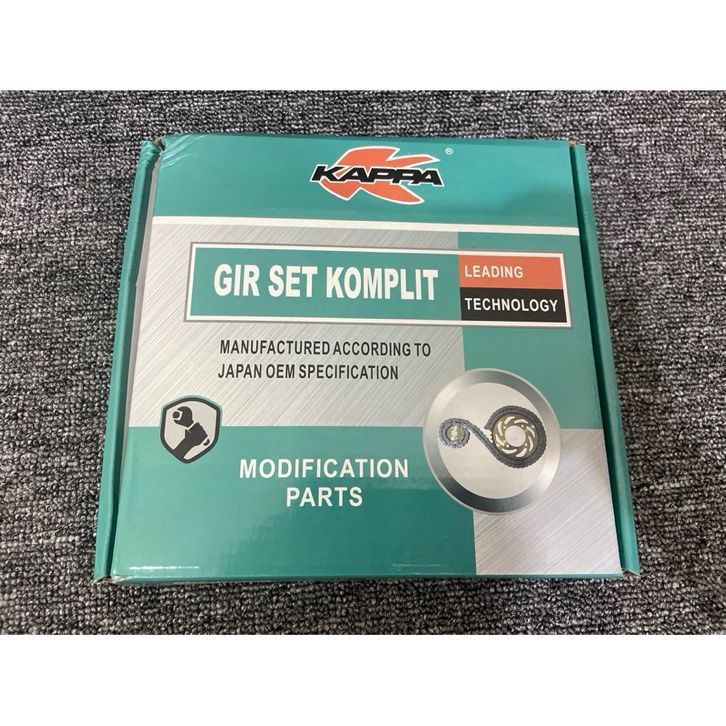 KAPPA ®
GIR SET KOMPLIT
LEADING
TECHNOLOGY
MANUFACTURED ACCORDING TO
JAPAN OEM SPECIFICATION
MODIFICATION
PARTS